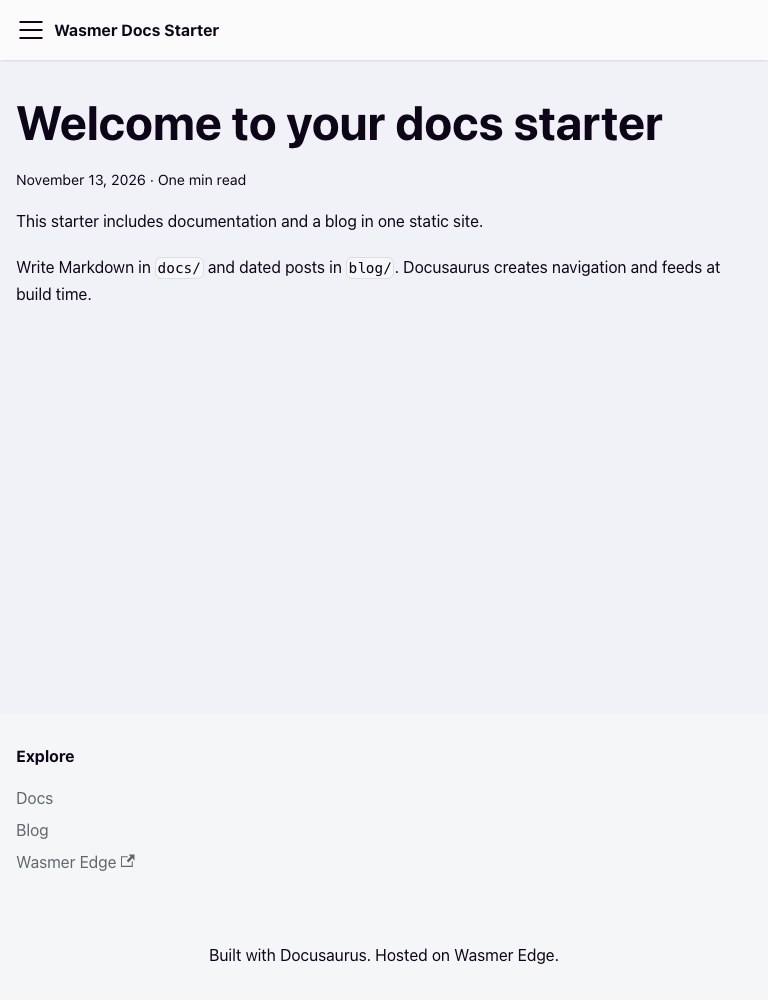 Wasmer Docs Starter
Welcome to your docs starter
November 13, 2026 · One min read
This starter includes documentation and a blog in one static site.
Write Markdown in docs/ and dated posts in blog/. Docusaurus creates navigation and feeds at
build time.
Explore
Docs
Blog
Wasmer Edge
Built with Docusaurus. Hosted on Wasmer Edge.